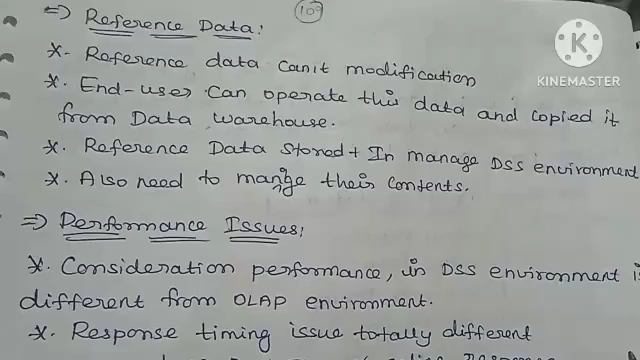 109
⇒ Reference Data:
*. Reference data can't modification
*. End-user can operate this data and copied it
from Data warehouse.
*. Reference Data Stored + In manage DSS environment
*. Also need to mange their contents.
⇒ Performance Issues:
*. Consideration performance, in DSS environment is
different from OLAP environment.
*. Response timing issue totally different
K
KINEMASTER